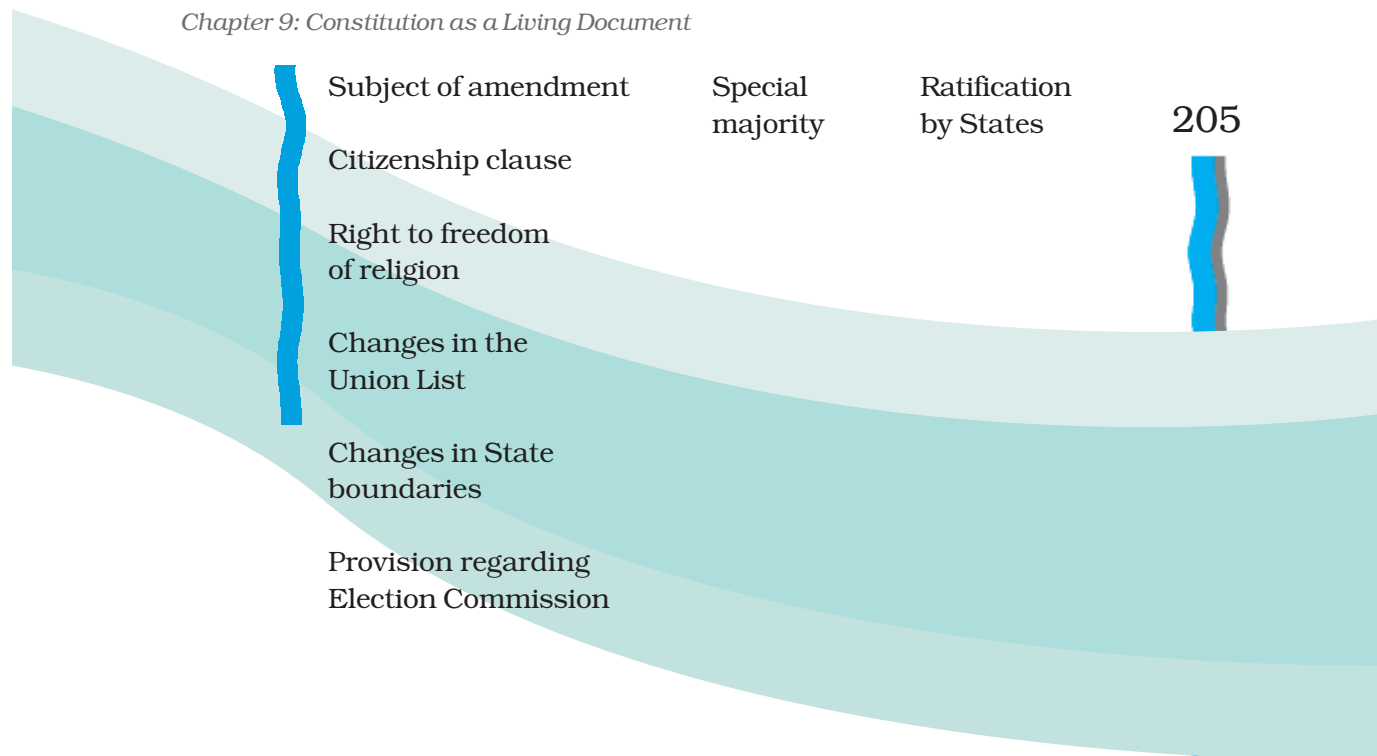 Chapter 9: Constitution as a Living Document
Subject of amendment
Special
majority
Ratification
by States
205
Citizenship clause
Right to freedom
of religion
Changes in the
Union List
Changes in State
boundaries
Provision regarding
Election Commission